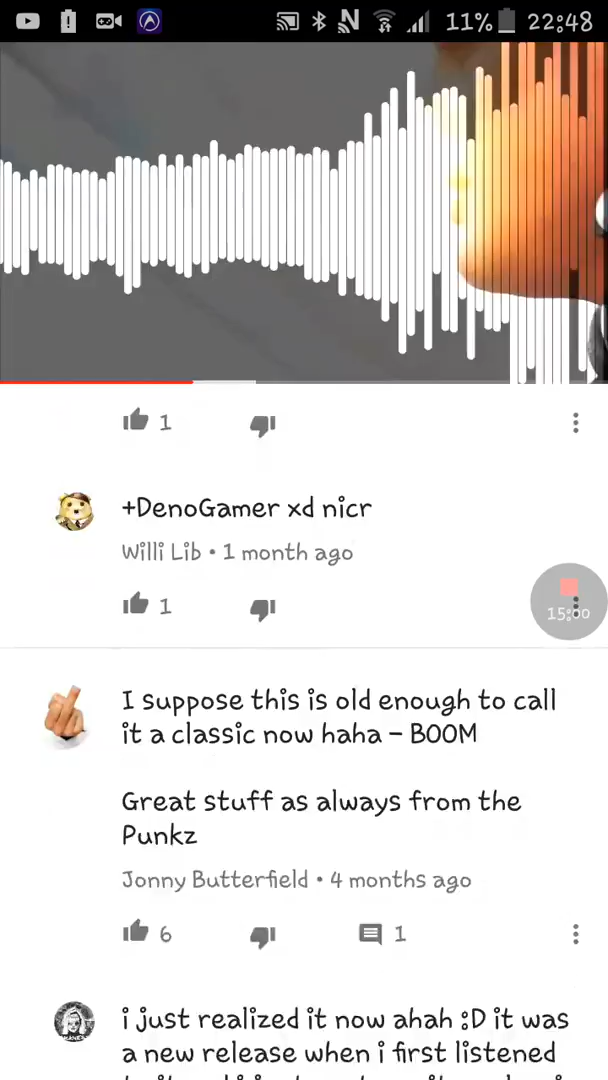 11% 22:48
1
+DenoGamer xd nicr
Willi Lib • 1 month ago
1
15:00
I suppose this is old enough to call
it a classic now haha – BOOM
Great stuff as always from the
Punkz
Jonny Butterfield • 4 months ago
6 1
i just realized it now ahah :D it was
a new release when i first listened